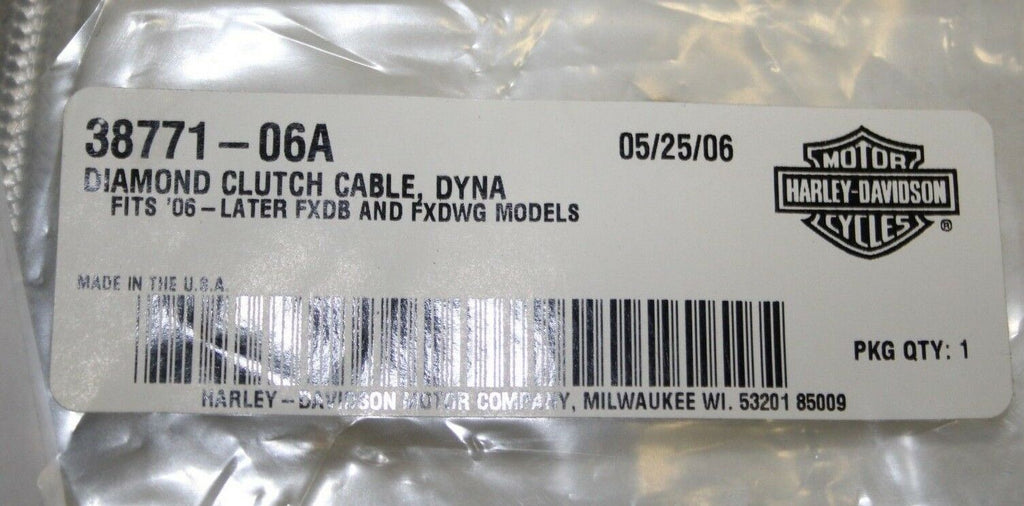 38771-06A
05/25/06
DIAMOND CLUTCH CABLE, DYNA
FITS '06-LATER FXDB AND FXDWG MODELS
MOTOR
HARLEY-DAVIDSON
CYCLES
®
MADE IN THE U.S.A.
PKG QTY: 1
HARLEY-DAVIDSON MOTOR COMPANY, MILWAUKEE WI. 53201 85009